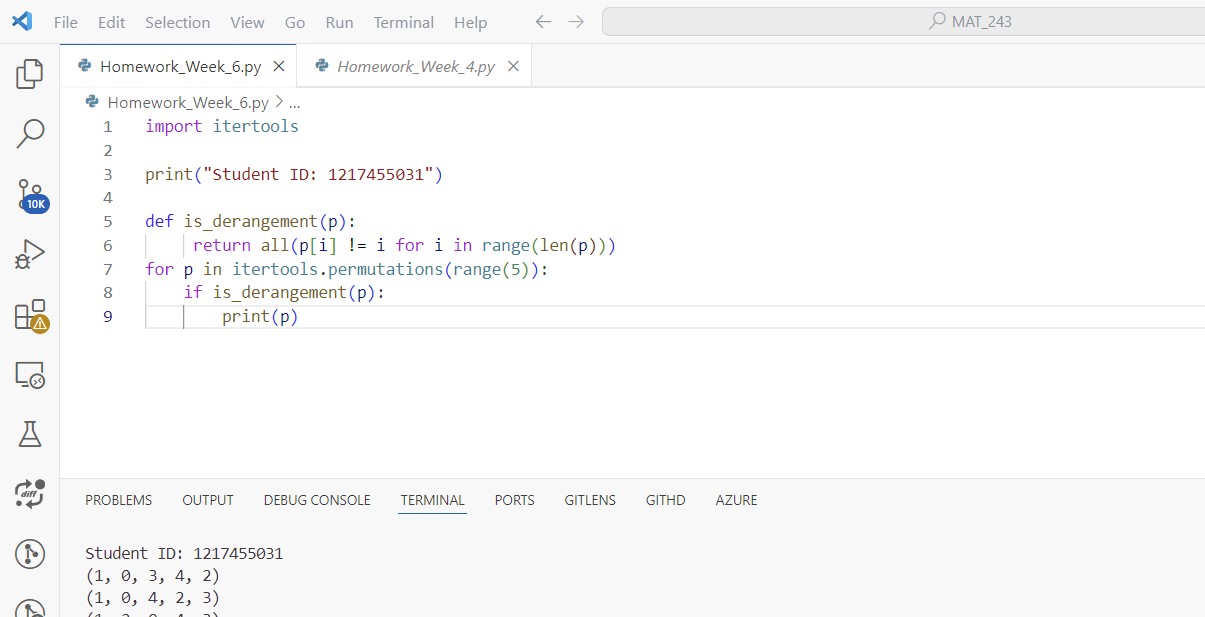 File Edit Selection View Go Run Terminal Help MAT_243
Homework_Week_6.py Homework_Week_4.py
Homework_Week_6.py > ...
1 import itertools
2
3 print("Student ID: 1217455031")
4
5 def is_derangement(p):
6 return all(p[i] != i for i in range(len(p)))
7 for p in itertools.permutations(range(5)):
8 if is_derangement(p):
9 print(p)
10K
diff
PROBLEMS OUTPUT DEBUG CONSOLE TERMINAL PORTS GITLENS GITHD AZURE
Student ID: 1217455031
(1, 0, 3, 4, 2)
(1, 0, 4, 2, 3)